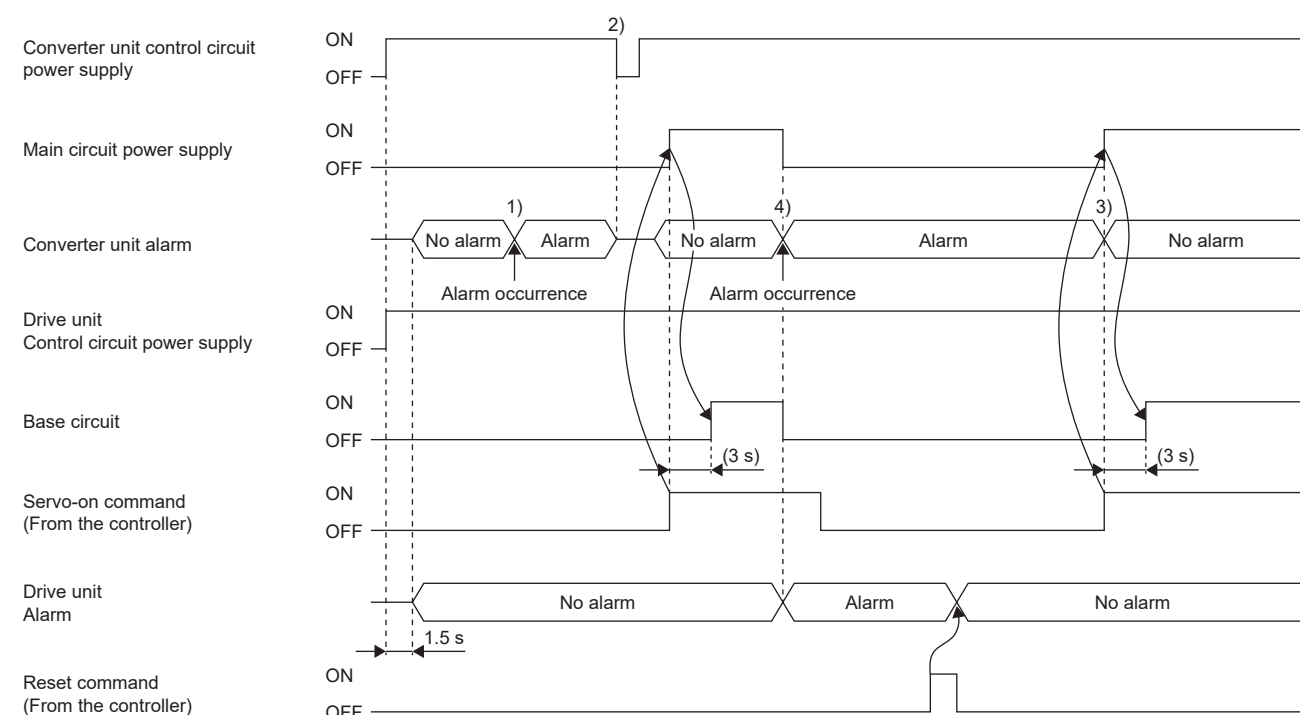 2)
Converter unit control circuit
power supply
ON
OFF
Main circuit power supply
ON
OFF
1)
4)
3)
Converter unit alarm
No alarm
Alarm
No alarm
Alarm
No alarm
Alarm occurrence
Alarm occurrence
Drive unit
Control circuit power supply
ON
OFF
Base circuit
ON
OFF
(3 s)
(3 s)
Servo-on command
(From the controller)
ON
OFF
Drive unit
Alarm
No alarm
Alarm
No alarm
1.5 s
Reset command
(From the controller)
ON
OFF